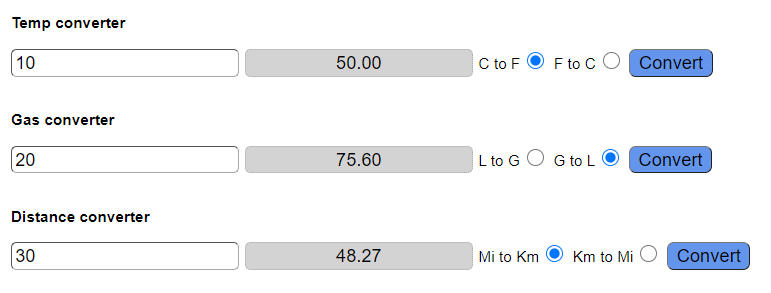 Temp converter
10 50.00 C to F F to C Convert
Gas converter
20 75.60 L to G G to L Convert
Distance converter
30 48.27 Mi to Km Km to Mi Convert